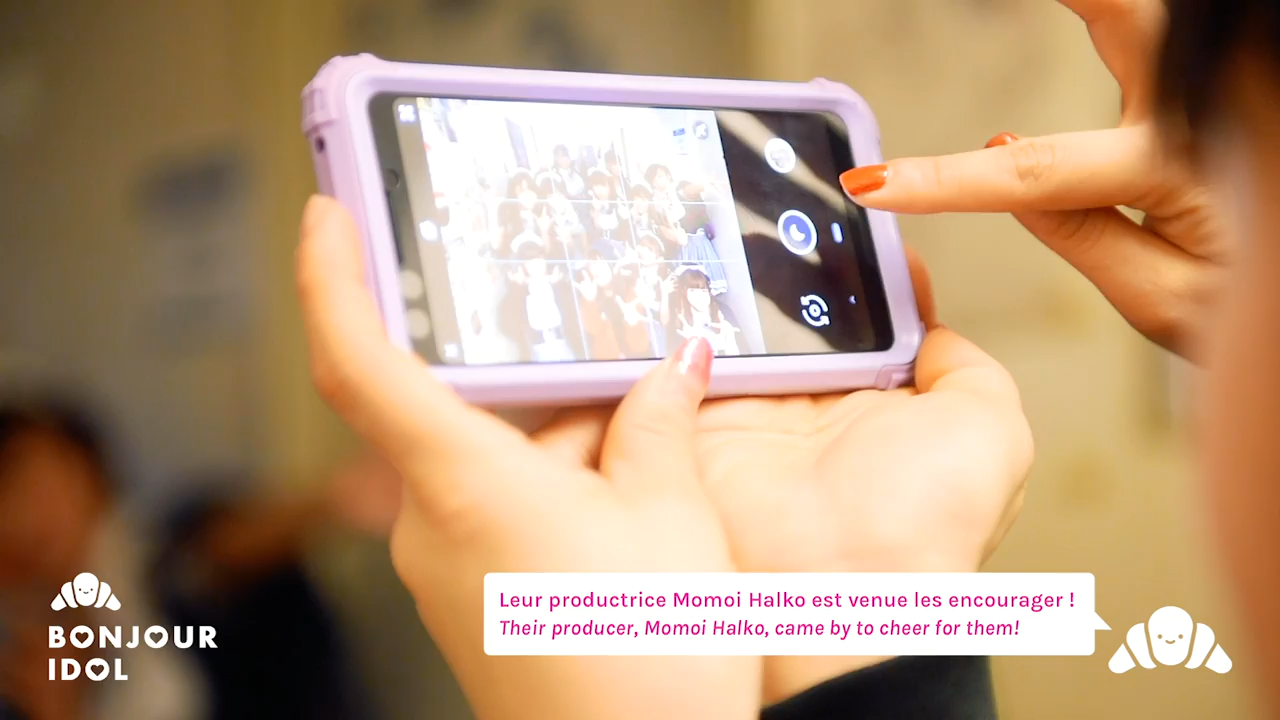 Leur productrice Momoi Halko est venue les encourager !
Their producer, Momoi Halko, came by to cheer for them!
BONJOUR
IDOL